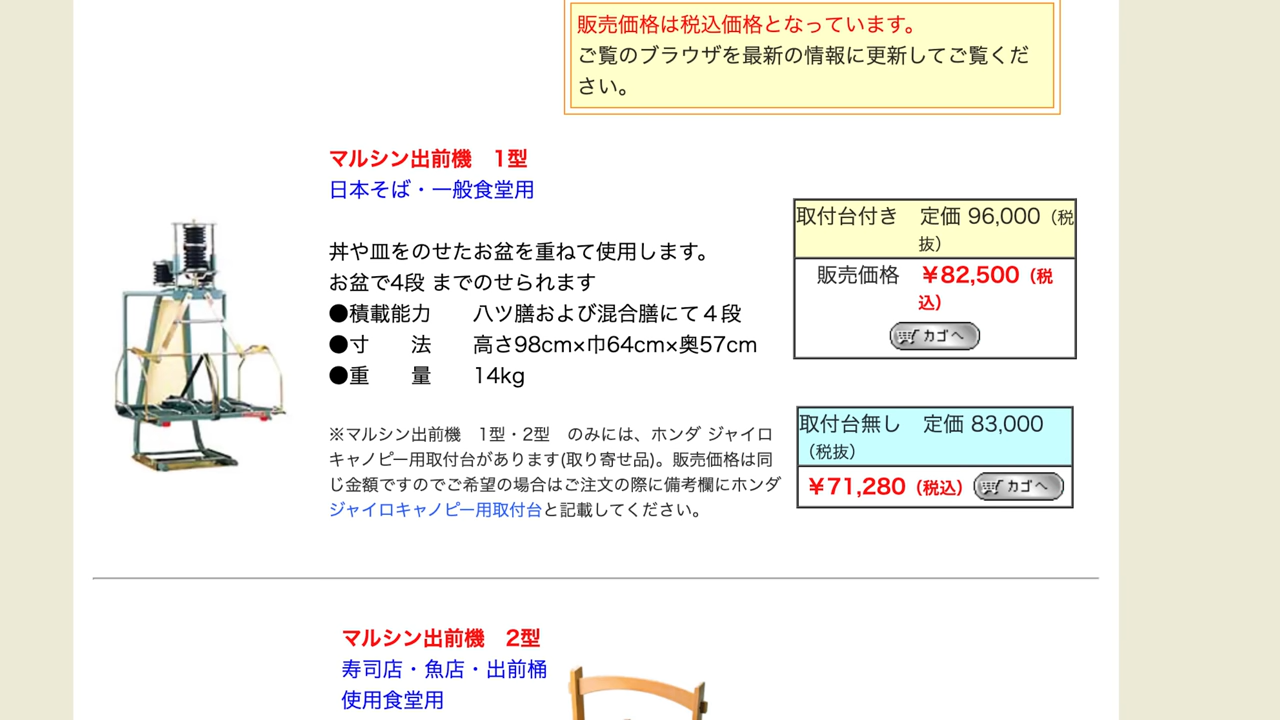 販売価格は税込価格となっています。
ご覧のブラウザを最新の情報に更新してご覧くだ
さい。
マルシン出前機　1型
日本そば・一般食堂用
丼や皿をのせたお盆を重ねて使用します。
お盆で4段 までのせられます
●積載能力　　八ツ膳および混合膳にて４段
●寸　　法　　高さ98cm×巾64cm×奥57cm
●重　　量　　14kg
※マルシン出前機　1型・2型　のみには、ホンダ ジャイロ
キャノピー用取付台があります(取り寄せ品)。販売価格は同
じ金額ですのでご希望の場合はご注文の際に備考欄にホンダ
ジャイロキャノピー用取付台と記載してください。
取付台付き　定価 96,000（税
抜）
販売価格　￥82,500（税
込）
カゴへ
取付台無し　定価 83,000
（税抜）
￥71,280（税込）
カゴへ
マルシン出前機　2型
寿司店・魚店・出前桶
使用食堂用